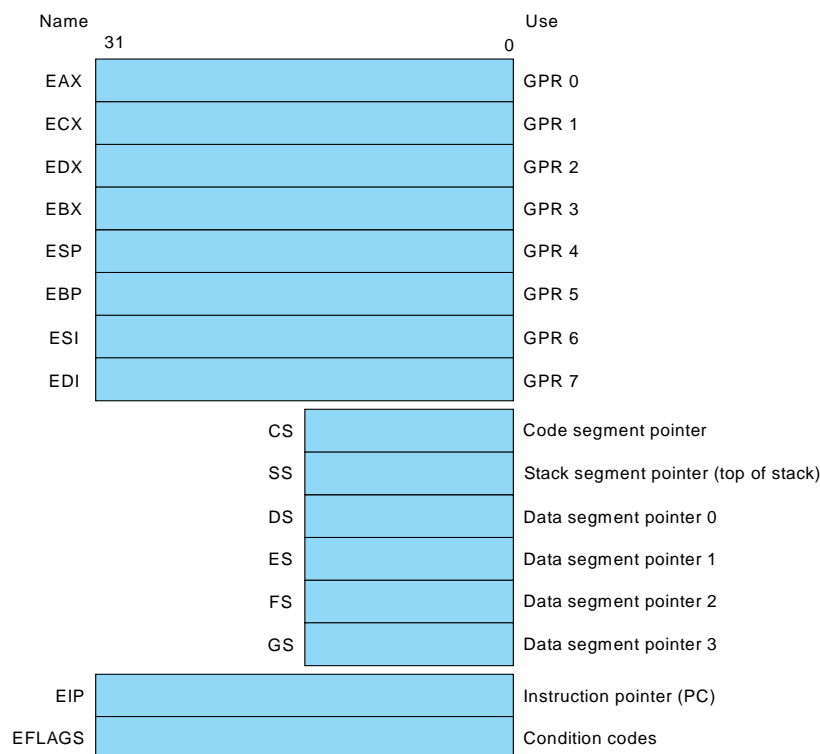 Name Use
31 0
EAX GPR 0
ECX GPR 1
EDX GPR 2
EBX GPR 3
ESP GPR 4
EBP GPR 5
ESI GPR 6
EDI GPR 7
CS Code segment pointer
SS Stack segment pointer (top of stack)
DS Data segment pointer 0
ES Data segment pointer 1
FS Data segment pointer 2
GS Data segment pointer 3
EIP Instruction pointer (PC)
EFLAGS Condition codes